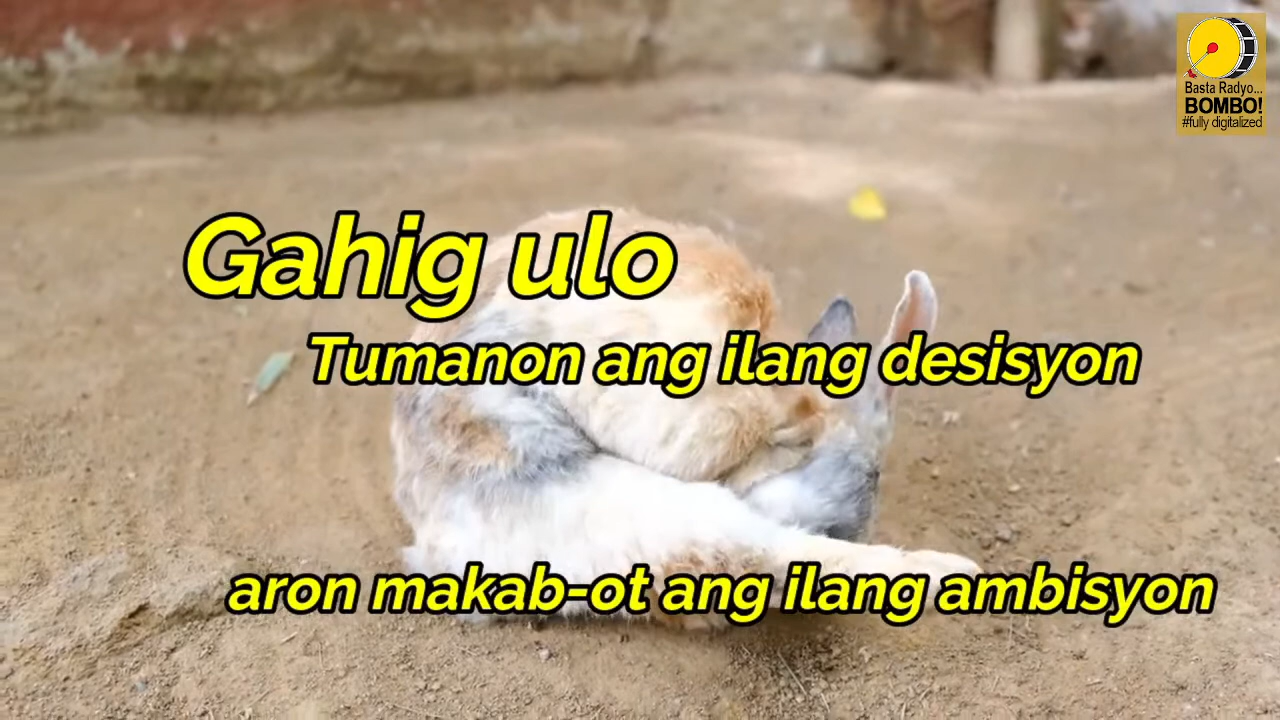 Basta Radyo...
BOMBO!
#fully digitalized
Gahig ulo
Tumanon ang ilang desisyon
aron makab-ot ang ilang ambisyon